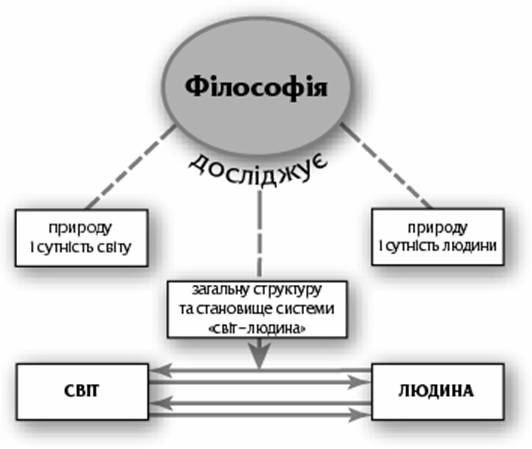 Філософія
досліджує
природу
і сутність світу
природу
і сутність людини
загальну структуру
та становище системи
«світ–людина»
СВІТ
ЛЮДИНА